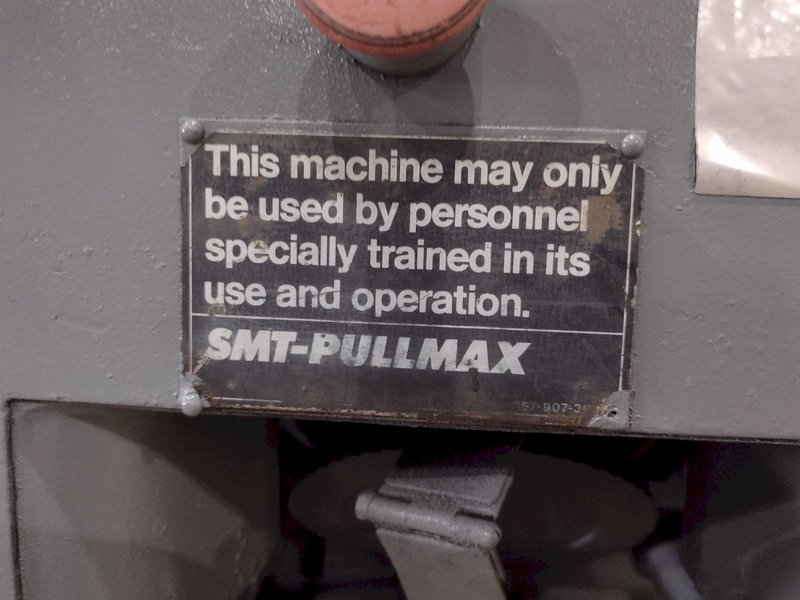 This machine may only
be used by personnel
specially trained in its
use and operation.
SMT-PULLMAX